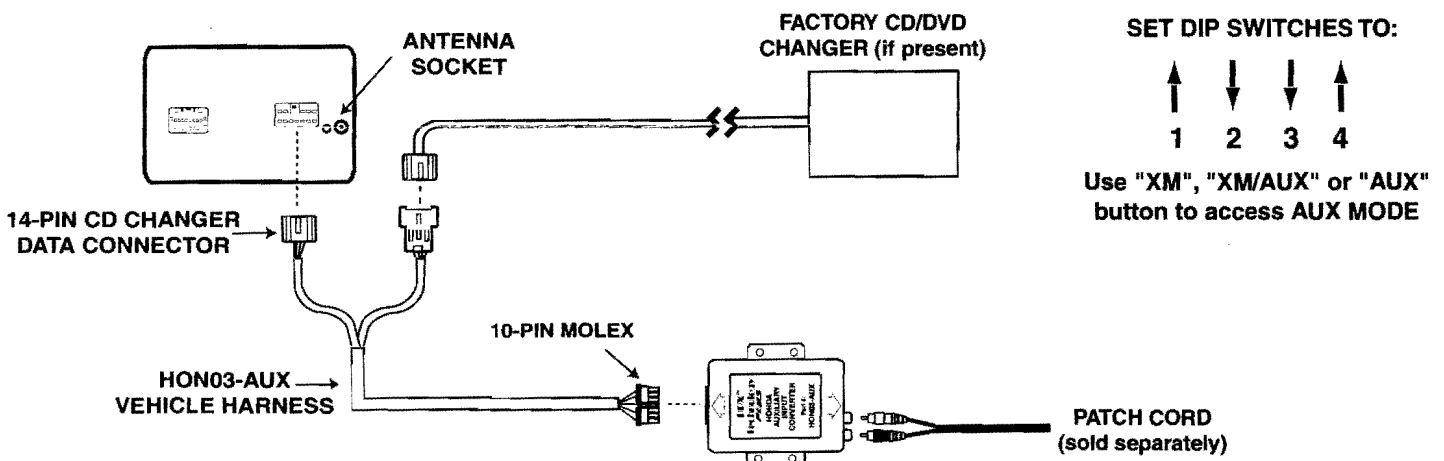 ANTENNA
SOCKET
FACTORY CD/DVD
CHANGER (if present)
SET DIP SWITCHES TO:
1 2 3 4
Use "XM", "XM/AUX" or "AUX"
button to access AUX MODE
14-PIN CD CHANGER
DATA CONNECTOR
10-PIN MOLEX
HON03-AUX
VEHICLE HARNESS
HONDA
AUXILIARY
INPUT
CONVERTER
HON03-AUX
PATCH CORD
(sold separately)